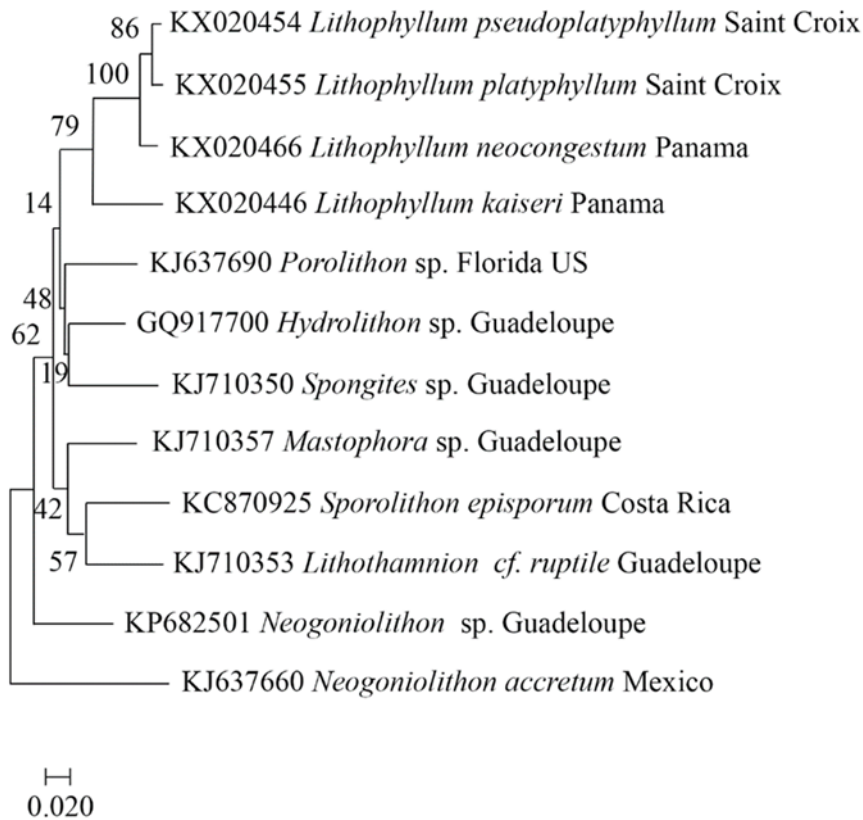 86
KX020454 Lithophyllum pseudoplatyphyllum Saint Croix
100
KX020455 Lithophyllum platyphyllum Saint Croix
79
KX020466 Lithophyllum neocongestum Panama
14
KX020446 Lithophyllum kaiseri Panama
KJ637690 Porolithon sp. Florida US
48
GQ917700 Hydrolithon sp. Guadeloupe
62
19
KJ710350 Spongites sp. Guadeloupe
KJ710357 Mastophora sp. Guadeloupe
42
KC870925 Sporolithon episporum Costa Rica
57
KJ710353 Lithothamnion cf. ruptile Guadeloupe
KP682501 Neogoniolithon sp. Guadeloupe
KJ637660 Neogoniolithon accretum Mexico
0.020